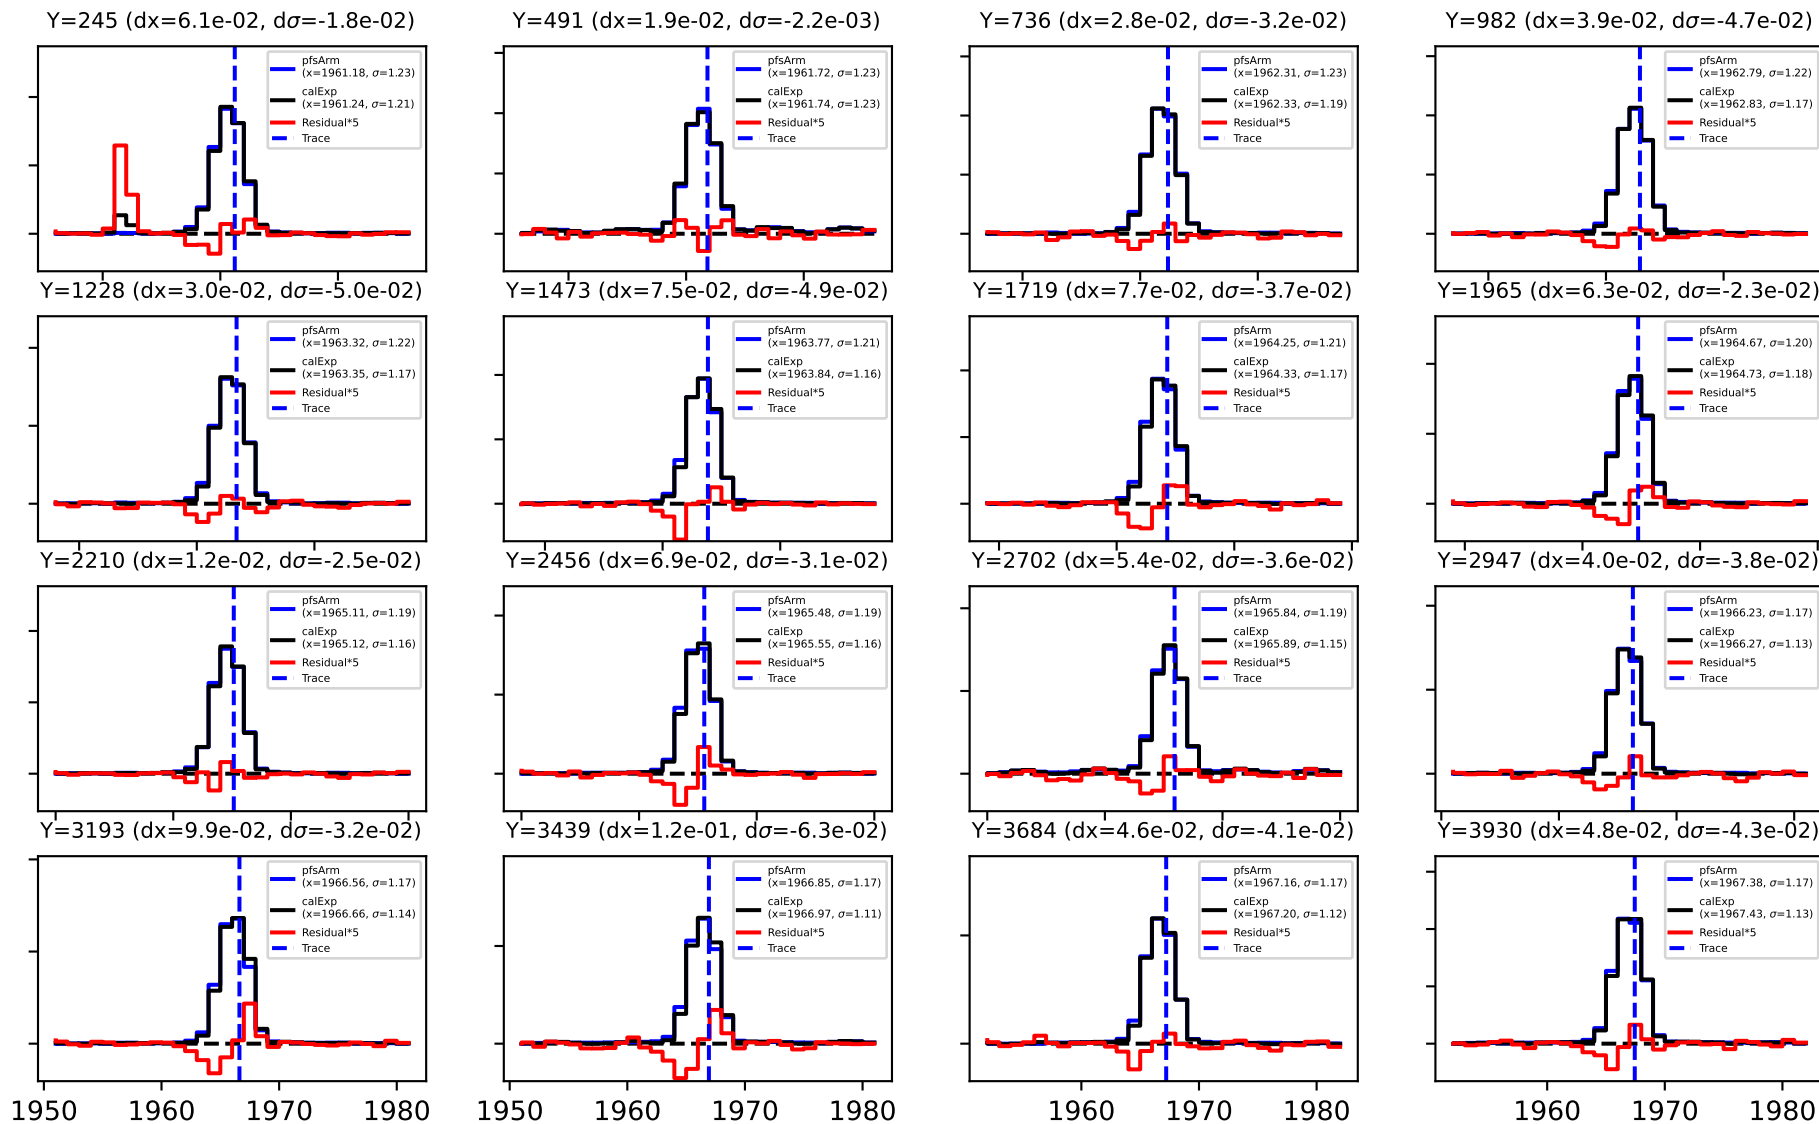 Y=245 (dx=6.1e-02, dσ=-1.8e-02)
pfsArm
(x=1961.18, σ=1.23)
calExp
(x=1961.24, σ=1.21)
Residual*5
Trace
Y=491 (dx=1.9e-02, dσ=-2.2e-03)
pfsArm
(x=1961.72, σ=1.23)
calExp
(x=1961.74, σ=1.23)
Residual*5
Trace
Y=736 (dx=2.8e-02, dσ=-3.2e-02)
pfsArm
(x=1962.31, σ=1.23)
calExp
(x=1962.33, σ=1.19)
Residual*5
Trace
Y=982 (dx=3.9e-02, dσ=-4.7e-02)
pfsArm
(x=1962.79, σ=1.22)
calExp
(x=1962.83, σ=1.17)
Residual*5
Trace
Y=1228 (dx=3.0e-02, dσ=-5.0e-02)
pfsArm
(x=1963.32, σ=1.22)
calExp
(x=1963.35, σ=1.17)
Residual*5
Trace
Y=1473 (dx=7.5e-02, dσ=-4.9e-02)
pfsArm
(x=1963.77, σ=1.21)
calExp
(x=1963.84, σ=1.16)
Residual*5
Trace
Y=1719 (dx=7.7e-02, dσ=-3.7e-02)
pfsArm
(x=1964.25, σ=1.21)
calExp
(x=1964.33, σ=1.17)
Residual*5
Trace
Y=1965 (dx=6.3e-02, dσ=-2.3e-02)
pfsArm
(x=1964.67, σ=1.20)
calExp
(x=1964.73, σ=1.18)
Residual*5
Trace
Y=2210 (dx=1.2e-02, dσ=-2.5e-02)
pfsArm
(x=1965.11, σ=1.19)
calExp
(x=1965.12, σ=1.16)
Residual*5
Trace
Y=2456 (dx=6.9e-02, dσ=-3.1e-02)
pfsArm
(x=1965.48, σ=1.19)
calExp
(x=1965.55, σ=1.16)
Residual*5
Trace
Y=2702 (dx=5.4e-02, dσ=-3.6e-02)
pfsArm
(x=1965.84, σ=1.19)
calExp
(x=1965.89, σ=1.15)
Residual*5
Trace
Y=2947 (dx=4.0e-02, dσ=-3.8e-02)
pfsArm
(x=1966.23, σ=1.17)
calExp
(x=1966.27, σ=1.13)
Residual*5
Trace
Y=3193 (dx=9.9e-02, dσ=-3.2e-02)
pfsArm
(x=1966.56, σ=1.17)
calExp
(x=1966.66, σ=1.14)
Residual*5
Trace
Y=3439 (dx=1.2e-01, dσ=-6.3e-02)
pfsArm
(x=1966.85, σ=1.17)
calExp
(x=1966.97, σ=1.11)
Residual*5
Trace
Y=3684 (dx=4.6e-02, dσ=-4.1e-02)
pfsArm
(x=1967.16, σ=1.17)
calExp
(x=1967.20, σ=1.12)
Residual*5
Trace
Y=3930 (dx=4.8e-02, dσ=-4.3e-02)
pfsArm
(x=1967.38, σ=1.17)
calExp
(x=1967.43, σ=1.13)
Residual*5
Trace
1950 1960 1970 1980
1950 1960 1970 1980
1960 1970 1980
1960 1970 1980